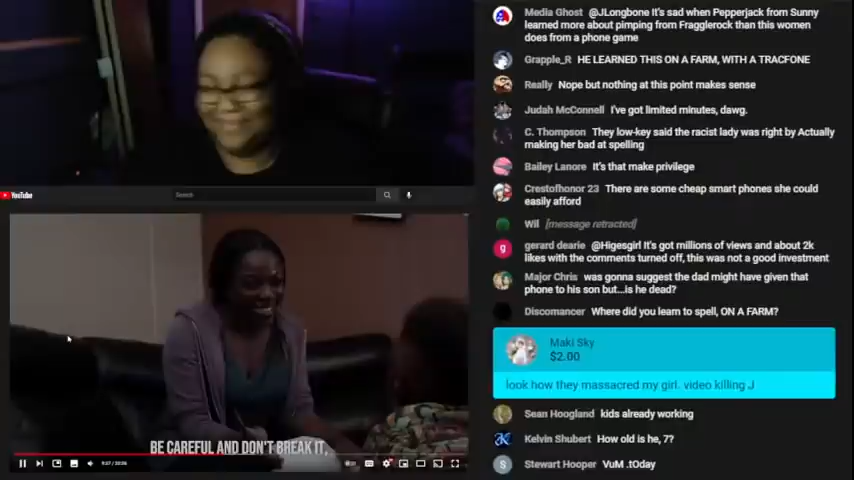 Media Ghost @JLongbone It's sad when Pepperjack from Sunny
learned more about pimping from Fragglerock than this women
does from a phone game
Grapple_R HE LEARNED THIS ON A FARM, WITH A TRACFONE
Really Nope but nothing at this point makes sense
Judah McConnell I've got limited minutes, dawg.
C. Thompson They low-key said the racist lady was right by Actually
making her bad at spelling
Bailey Lanore It's that make privilege
Crestofhonor 23 There are some cheap smart phones she could
easily afford
Wil [message retracted]
gerard dearie @Higesgirl It's got millions of views and about 2k
likes with the comments turned off, this was not a good investment
Major Chris was gonna suggest the dad might have given that
phone to his son but...is he dead?
Discomancer Where did you learn to spell, ON A FARM?
Maki Sky
$2.00
look how they massacred my girl. video killing J
Sean Hoogland kids already working
Kelvin Shubert How old is he, 7?
Stewart Hooper VuM .tOday
YouTube
Search
BE CAREFUL AND DON'T BREAK IT,